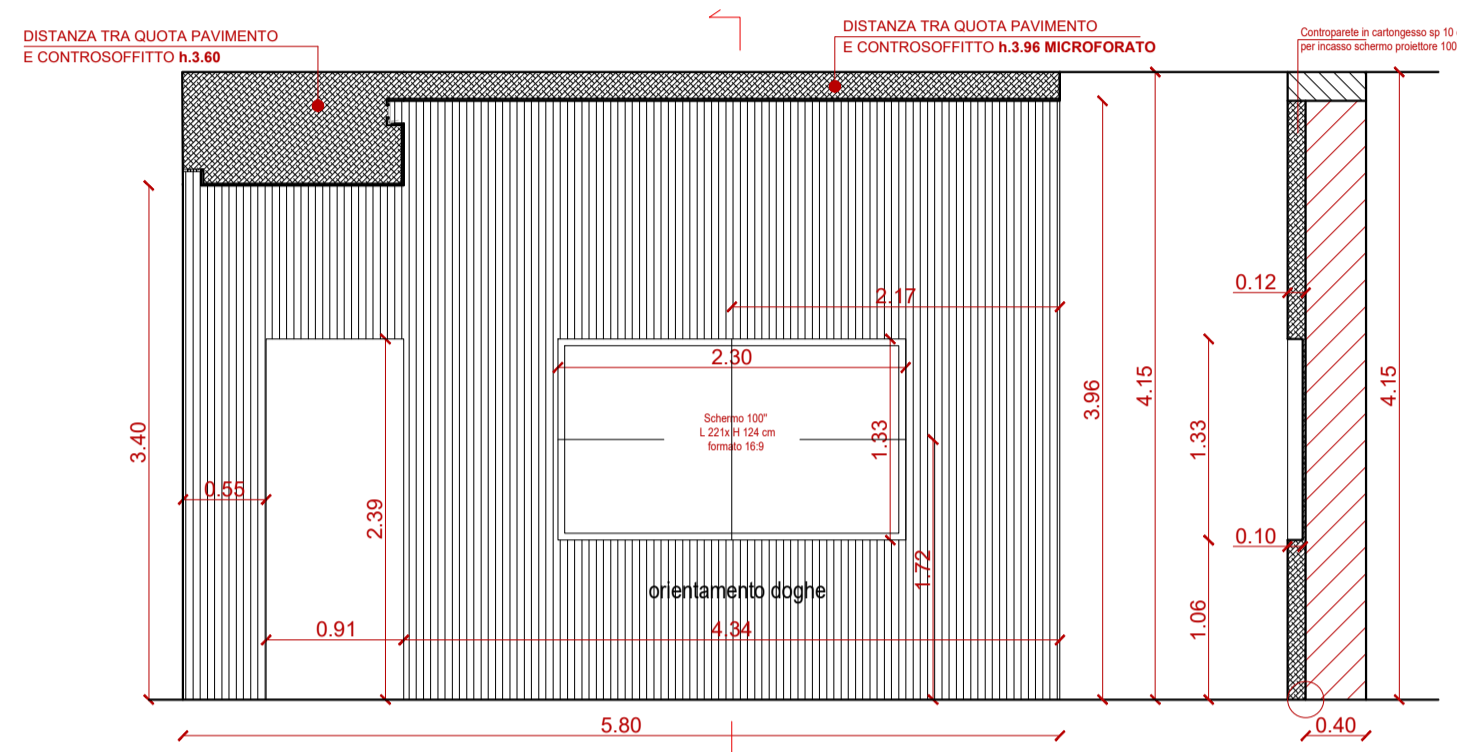 DISTANZA TRA QUOTA PAVIMENTO
E CONTROSOFFITTO h.3.60
DISTANZA TRA QUOTA PAVIMENTO
E CONTROSOFFITTO h.3.96 MICROFORATO
Controparete in cartongesso sp 10
per incasso schermo proiettore 100
0.12
2.17
2.30
Schermo 100"
L 221x H 124 cm
formato 16:9
1.33
3.96
4.15
1.33
4.15
3.40
0.55
2.39
0.10
1.72
orientamento doghe
1.06
0.91
4.34
5.80
0.40